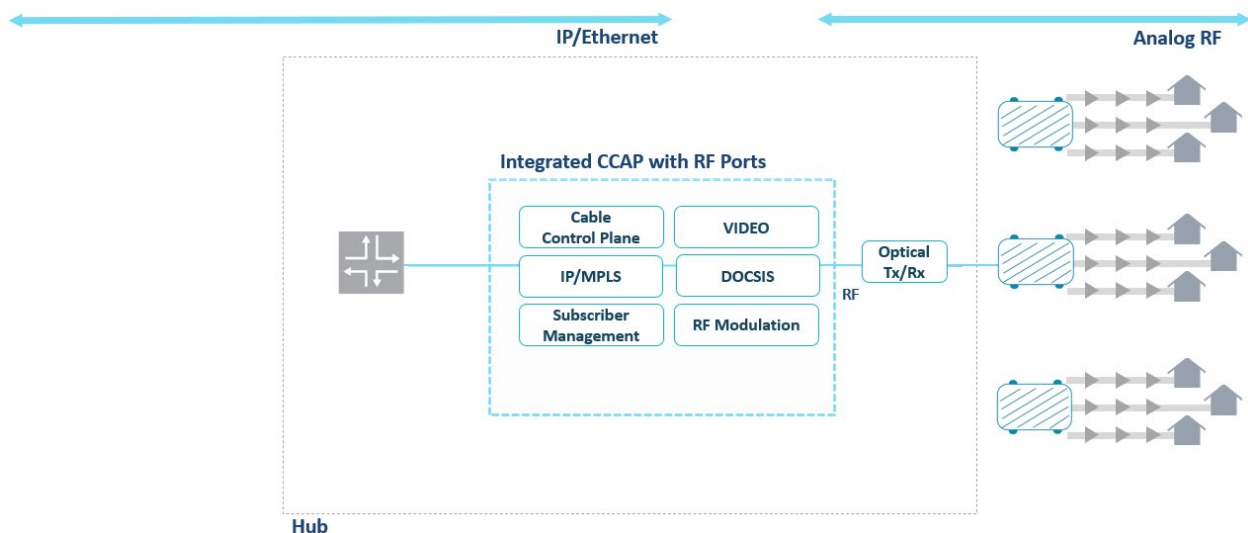 IP/Ethernet
Analog RF
Integrated CCAP with RF Ports
Cable
Control Plane
VIDEO
IP/MPLS
DOCSIS
Subscriber
Management
RF Modulation
Optical
Tx/Rx
RF
Hub